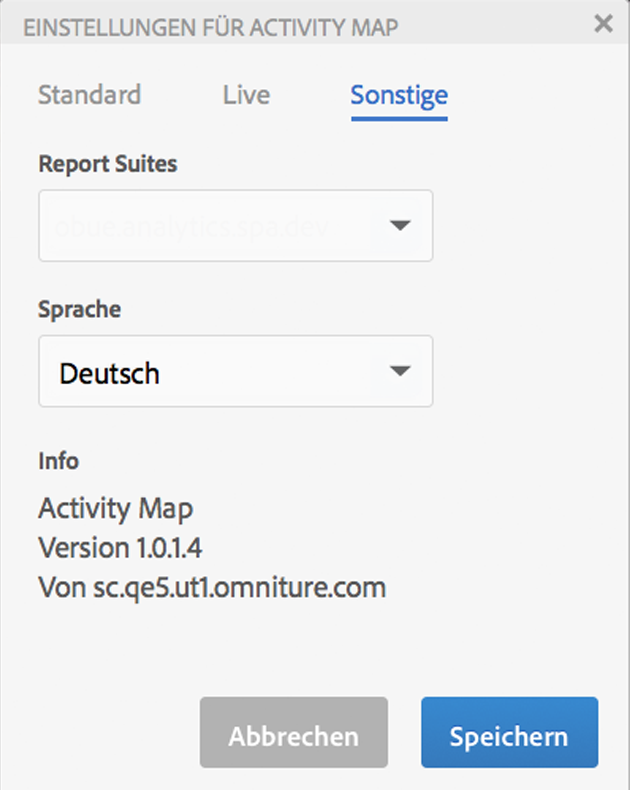 EINSTELLUNGEN FÜR ACTIVITY MAP
Standard Live Sonstige
Report Suites
obue.analytics.spa.dev
Sprache
Deutsch
Info
Activity Map
Version 1.0.1.4
Von sc.qe5.ut1.omniture.com
Abbrechen Speichern